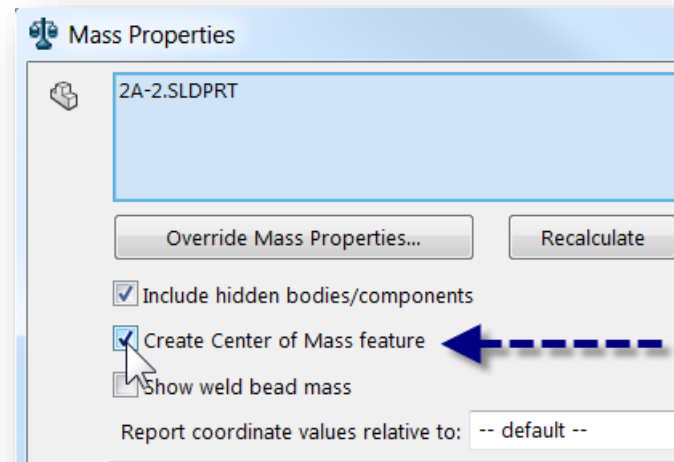 Mass Properties
2A-2.SLDPRT
Override Mass Properties... Recalculate
Include hidden bodies/components
Create Center of Mass feature
Show weld bead mass
Report coordinate values relative to: -- default --